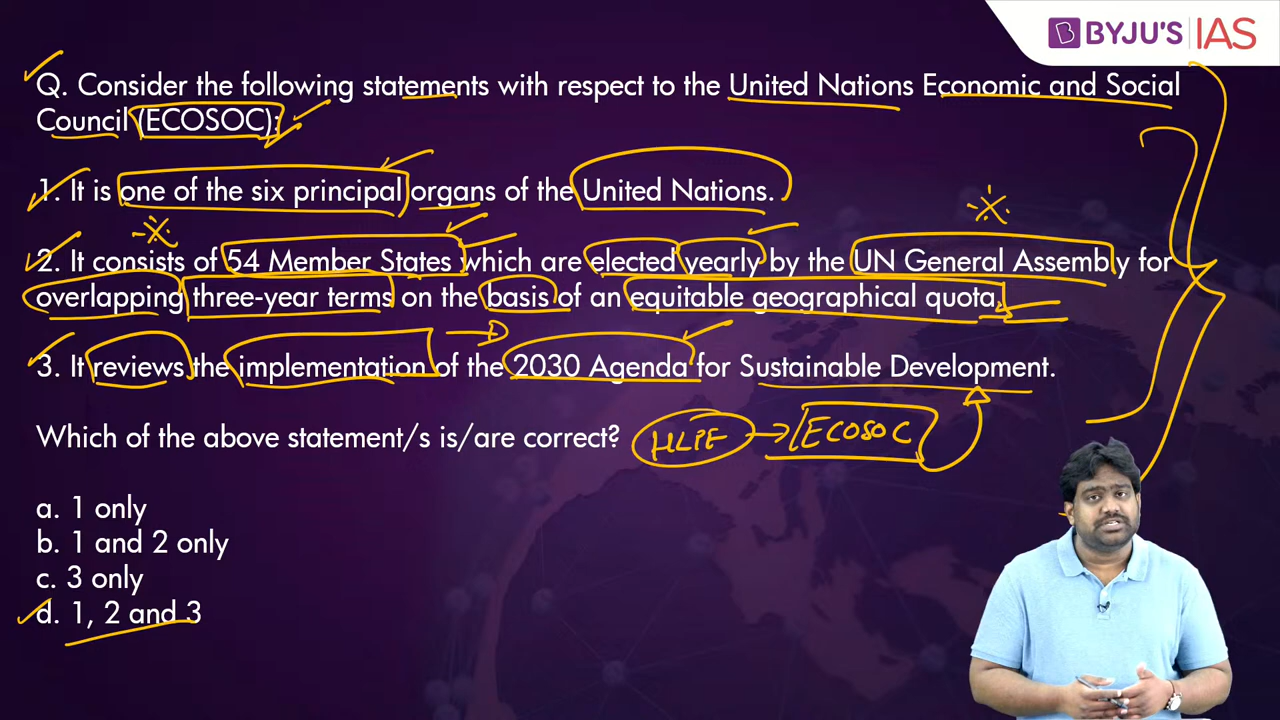 BYJU'S IAS
Q. Consider the following statements with respect to the United Nations Economic and Social
Council (ECOSOC):
1. It is one of the six principal organs of the United Nations.
2. It consists of 54 Member States which are elected yearly by the UN General Assembly for
overlapping three-year terms on the basis of an equitable geographical quota.
3. It reviews the implementation of the 2030 Agenda for Sustainable Development.
Which of the above statement/s is/are correct?
HLPF → ECOSOC
a. 1 only
b. 1 and 2 only
c. 3 only
d. 1, 2 and 3